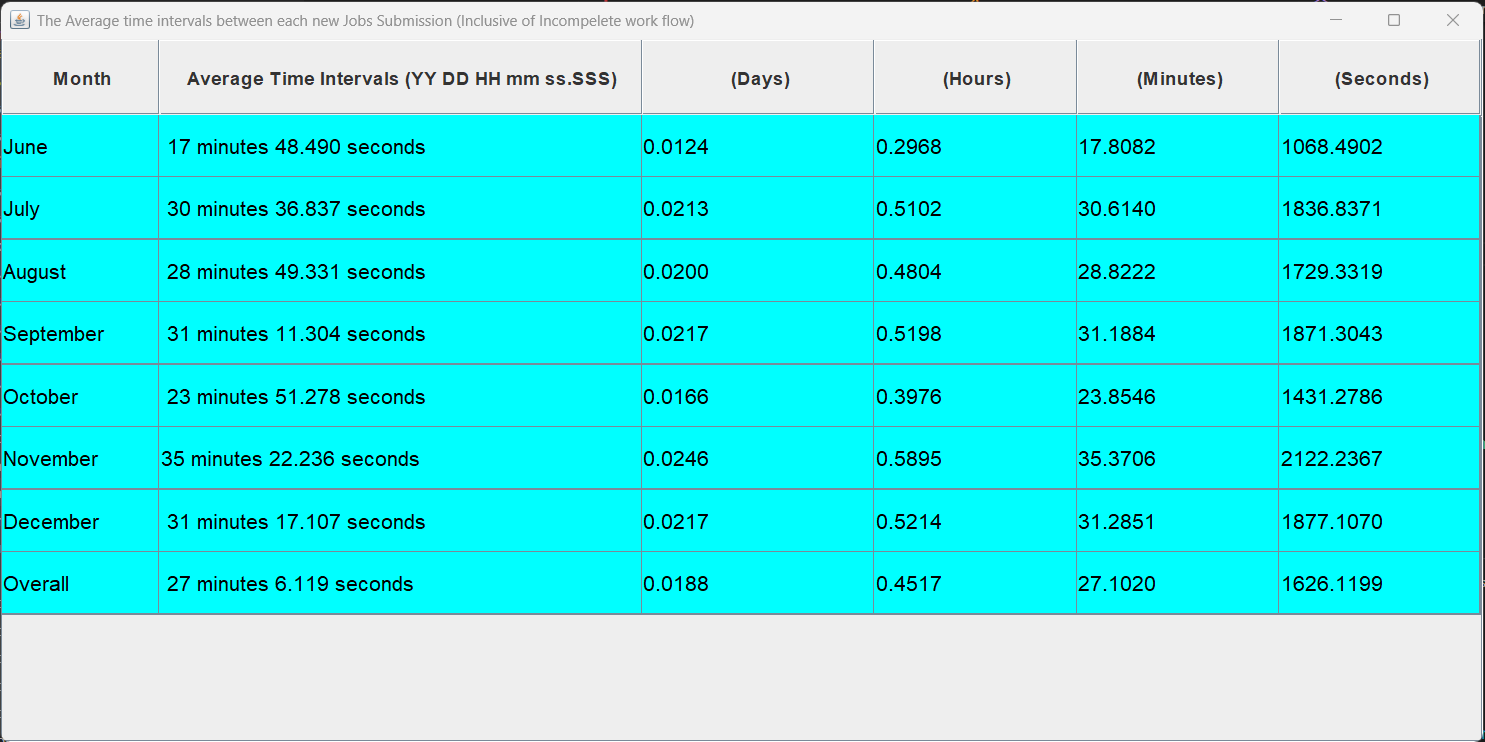 The Average time intervals between each new Jobs Submission (Inclusive of Incompelete work flow)
Month Average Time Intervals (YY DD HH mm ss.SSS) (Days) (Hours) (Minutes) (Seconds)
June 17 minutes 48.490 seconds 0.0124 0.2968 17.8082 1068.4902
July 30 minutes 36.837 seconds 0.0213 0.5102 30.6140 1836.8371
August 28 minutes 49.331 seconds 0.0200 0.4804 28.8222 1729.3319
September 31 minutes 11.304 seconds 0.0217 0.5198 31.1884 1871.3043
October 23 minutes 51.278 seconds 0.0166 0.3976 23.8546 1431.2786
November 35 minutes 22.236 seconds 0.0246 0.5895 35.3706 2122.2367
December 31 minutes 17.107 seconds 0.0217 0.5214 31.2851 1877.1070
Overall 27 minutes 6.119 seconds 0.0188 0.4517 27.1020 1626.1199